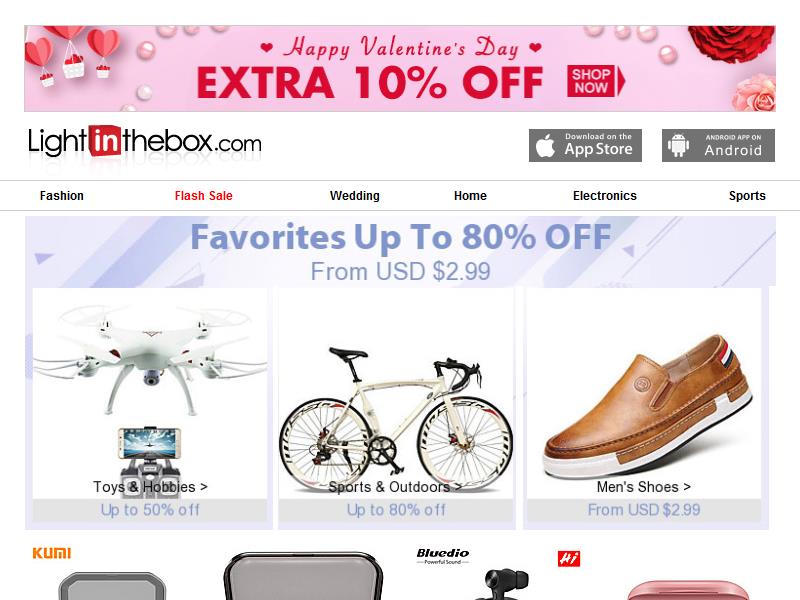 Happy Valentine's Day
EXTRA 10% OFF
SHOP
NOW
Lightinthebox.com
Download on the
App Store
ANDROID APP ON
Android
Fashion
Flash Sale
Wedding
Home
Electronics
Sports
Favorites Up To 80% OFF
From USD $2.99
Toys & Hobbies >
Sports & Outdoors >
Men's Shoes >
Up to 50% off
Up to 80% off
From USD $2.99
KUMI
Bluedio
Powerful Sound
Hi